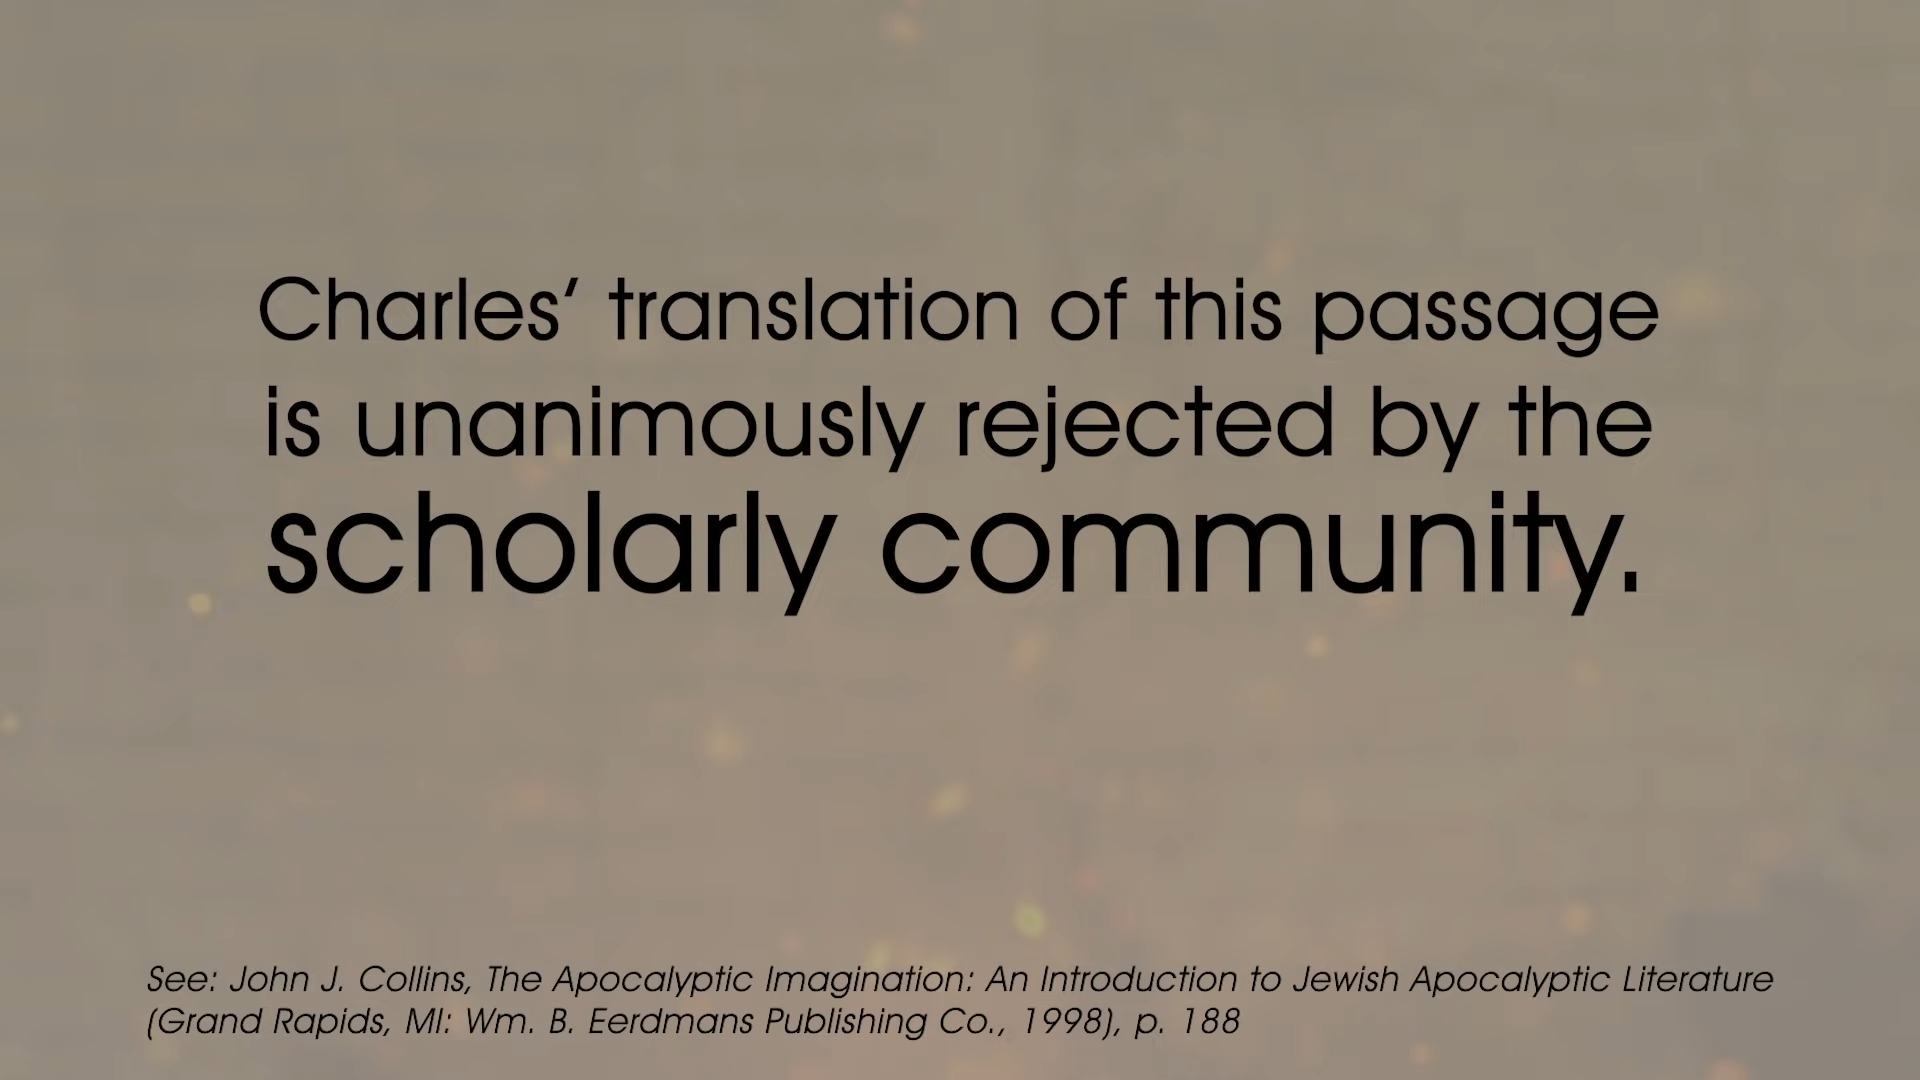 Charles’ translation of this passage
is unanimously rejected by the
scholarly community.
See: John J. Collins, The Apocalyptic Imagination: An Introduction to Jewish Apocalyptic Literature
(Grand Rapids, MI: Wm. B. Eerdmans Publishing Co., 1998), p. 188